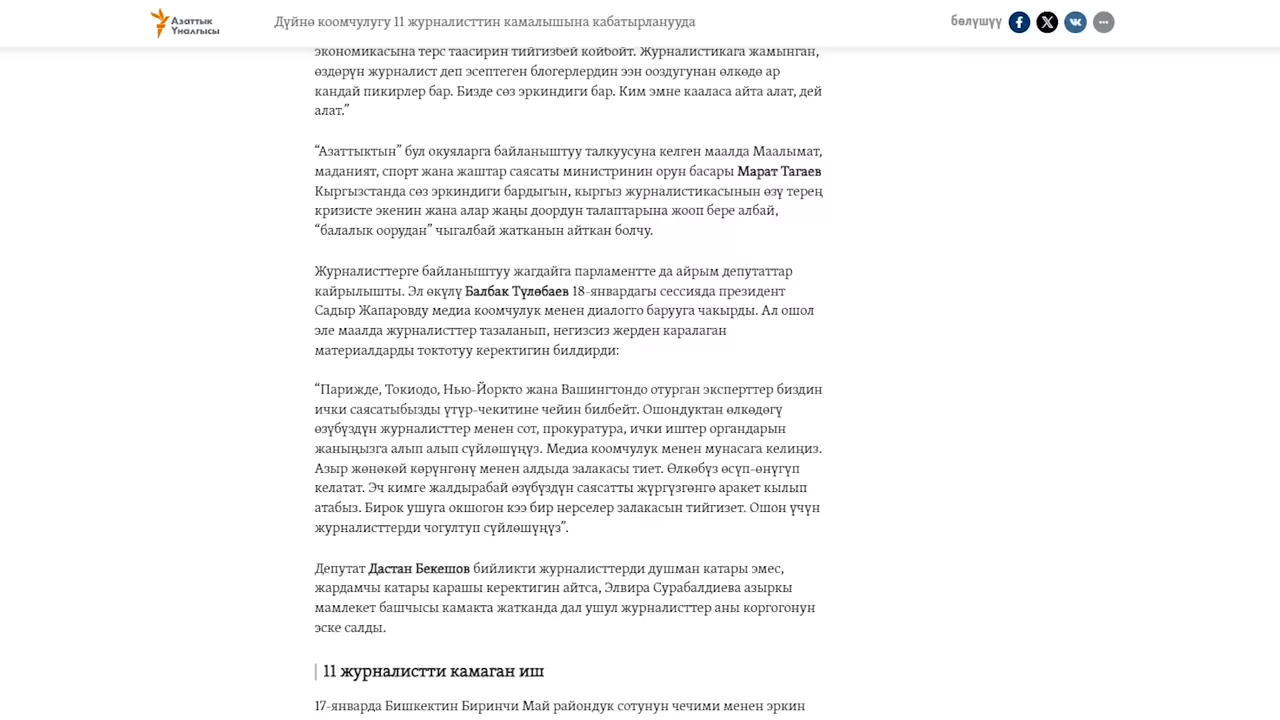 Азаттык
Үналгысы
Дүйнө коомчулугу 11 журналисттин камалышына кабатырланууда
бөлүшүү
экономикасына терс таасирин тийгизбей койбойт. Журналистикага жамынган,
өздөрүн журналист деп эсептеген блогерлердин ээн ооздугунан өлкөдө ар
кандай пикирлер бар. Бизде сөз эркиндиги бар. Ким эмне кааласа айта алат, дей
алат.”
“Азаттыктын” бул окуяларга байланыштуу талкуусуна келген маалда Маалымат,
маданият, спорт жана жаштар саясаты министринин орун басары Марат Тагаев
Кыргызстанда сөз эркиндиги бардыгын, кыргыз журналистикасынын өзү терең
кризисте экенин жана алар жаңы доордун талаптарына жооп бере албай,
“балалык оорудан” чыгалбай жатканын айткан болчу.
Журналисттерге байланыштуу жагдайга парламентте да айрым депутаттар
кайрылышты. Эл өкүлү Балбак Түлөбаев 18-январдагы сессияда президент
Садыр Жапаровду медиа коомчулук менен диалогго барууга чакырды. Ал ошол
эле маалда журналисттер тазаланып, негизсиз жерден каралаган
материалдарды токтотуу керектигин билдирди:
“Парижде, Токиодо, Нью-Йоркто жана Вашингтондо отурган эксперттер биздин
ички саясатыбызды үтүр-чекитине чейин билбейт. Ошондуктан өлкөдөгү
өзүбүздүн журналисттер менен сот, прокуратура, ички иштер органдарын
жаныңызга алып алып сүйлөшүңүз. Медиа коомчулук менен мунасага келиңиз.
Азыр жөнөкөй көрүнгөнү менен алдыда залакасы тиет. Өлкөбүз өсүп-өнүгүп
келатат. Эч кимге жалдырабай өзүбүздүн саясатты жүргүзгөнгө аракет кылып
атабыз. Бирок ушуга окшогон кээ бир нерселер залакасын тийгизет. Ошон үчүн
журналисттерди чогултуп сүйлөшүңүз”.
Депутат Дастан Бекешов бийликти журналисттерди душман катары эмес,
жардамчы катары карашы керектигин айтса, Элвира Сурабалдиева азыркы
мамлекет башчысы камакта жатканда дал ушул журналисттер аны коргогонун
эске салды.
11 журналистти камаган иш
17-январда Бишкектин Биринчи Май райондук сотунун чечими менен эркин